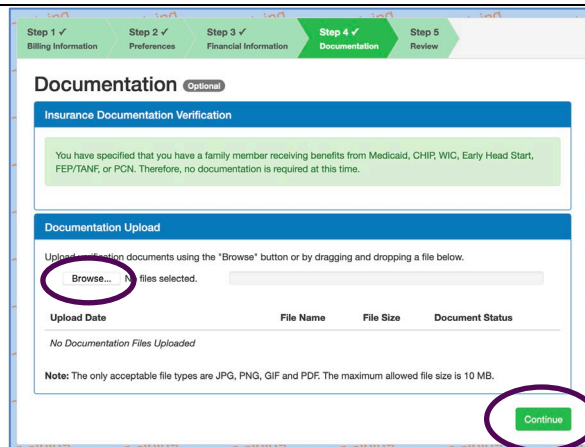 Step 1 ✓
Billing Information
Step 2 ✓
Preferences
Step 3 ✓
Financial Information
Step 4 ✓
Documentation
Step 5
Review
Documentation Optional
Insurance Documentation Verification
You have specified that you have a family member receiving benefits from Medicaid, CHIP, WIC, Early Head Start,
FEP/TANF, or PCN. Therefore, no documentation is required at this time.
Documentation Upload
Upload verification documents using the "Browse" button or by dragging and dropping a file below.
Browse... No files selected.
Upload Date File Name File Size Document Status
No Documentation Files Uploaded
Note: The only acceptable file types are JPG, PNG, GIF and PDF. The maximum allowed file size is 10 MB.
Continue